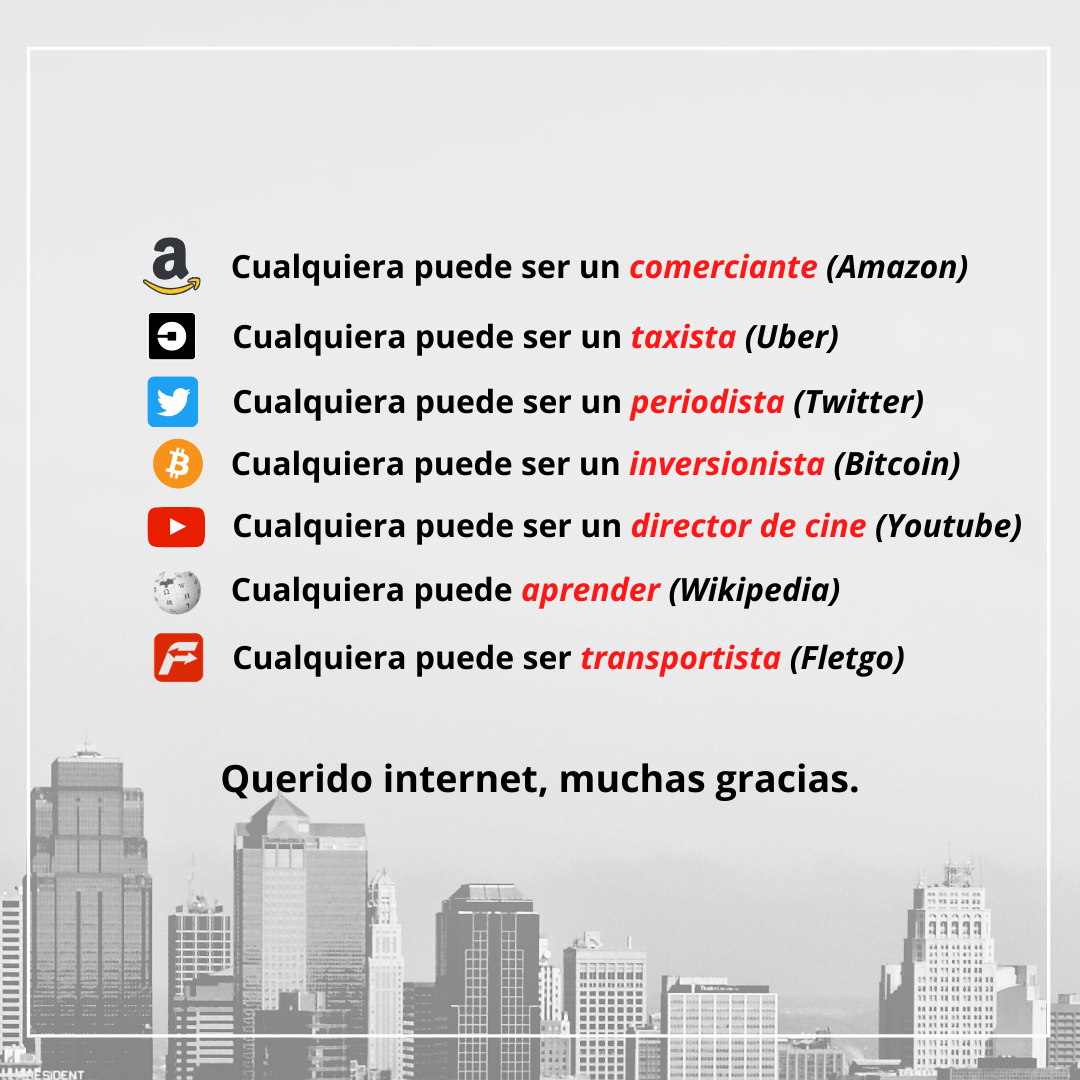 Cualquiera puede ser un comerciante (Amazon)
Cualquiera puede ser un taxista (Uber)
Cualquiera puede ser un periodista (Twitter)
Cualquiera puede ser un inversionista (Bitcoin)
Cualquiera puede ser un director de cine (Youtube)
Cualquiera puede aprender (Wikipedia)
Cualquiera puede ser transportista (Fletgo)
Querido internet, muchas gracias.